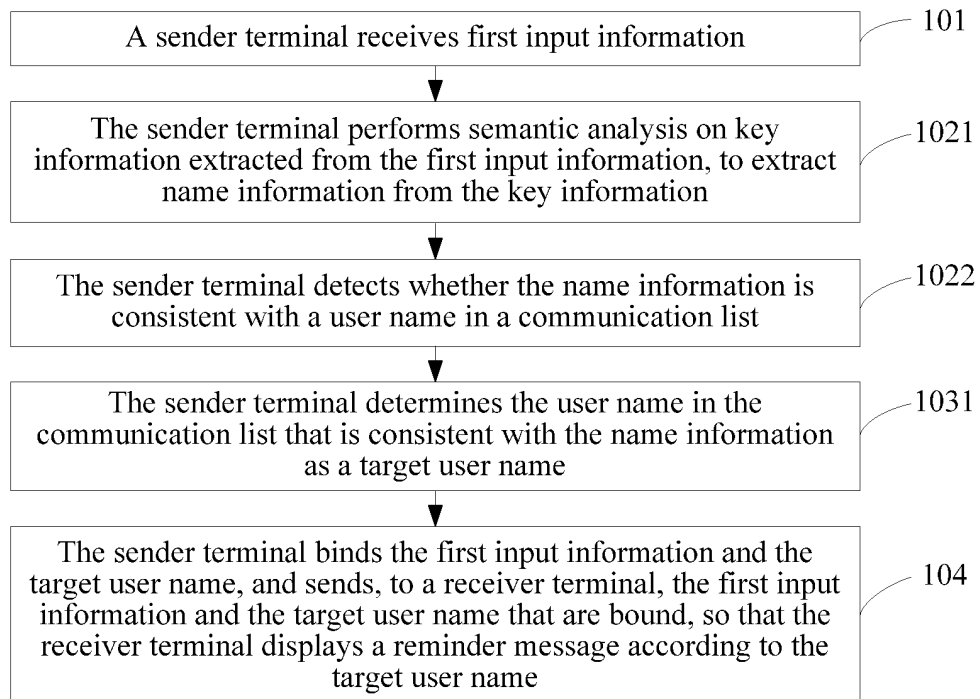 A sender terminal receives first input information
101
The sender terminal performs semantic analysis on key
information extracted from the first input information, to extract
name information from the key information
1021
The sender terminal detects whether the name information is
consistent with a user name in a communication list
1022
The sender terminal determines the user name in the
communication list that is consistent with the name information
as a target user name
1031
The sender terminal binds the first input information and the
target user name, and sends, to a receiver terminal, the first input
information and the target user name that are bound, so that the
receiver terminal displays a reminder message according to the
target user name
104